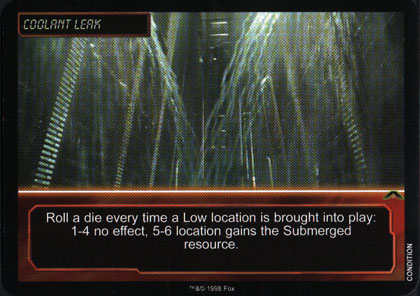 COOLANT LEAK
Roll a die every time a Low location is brought into play:
1-4 no effect, 5-6 location gains the Submerged
resource.
CONDITION
™&© 1998 Fox